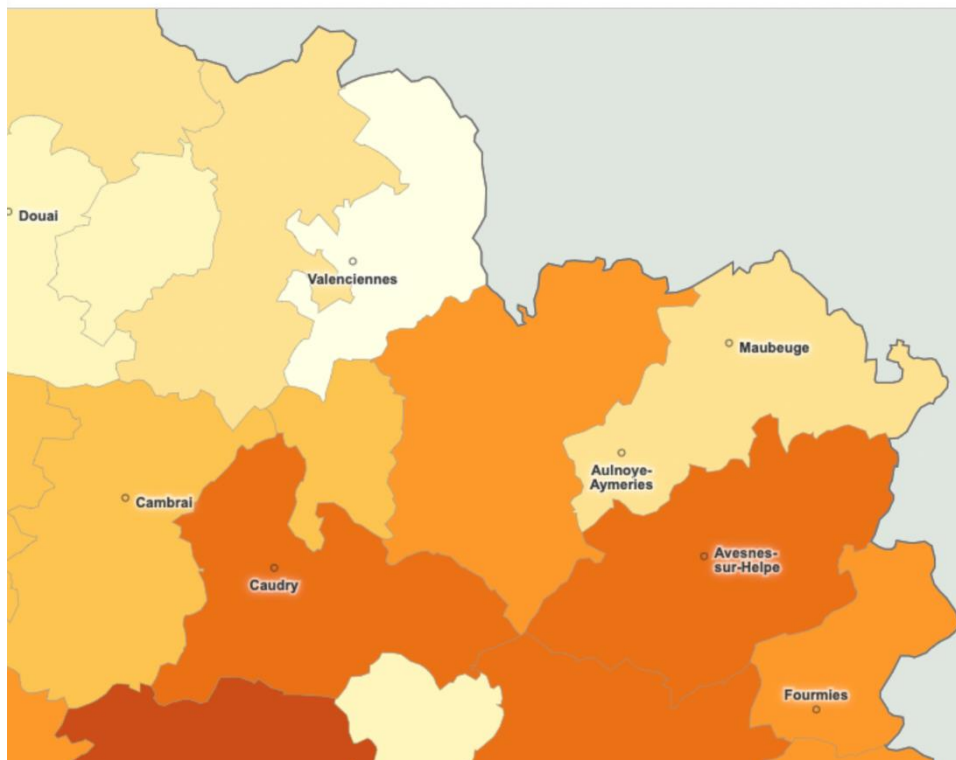 Douai
Valenciennes
Maubeuge
Aulnoye-
Aymeries
Cambrai
Avesnes-
sur-Helpe
Caudry
Fourmies